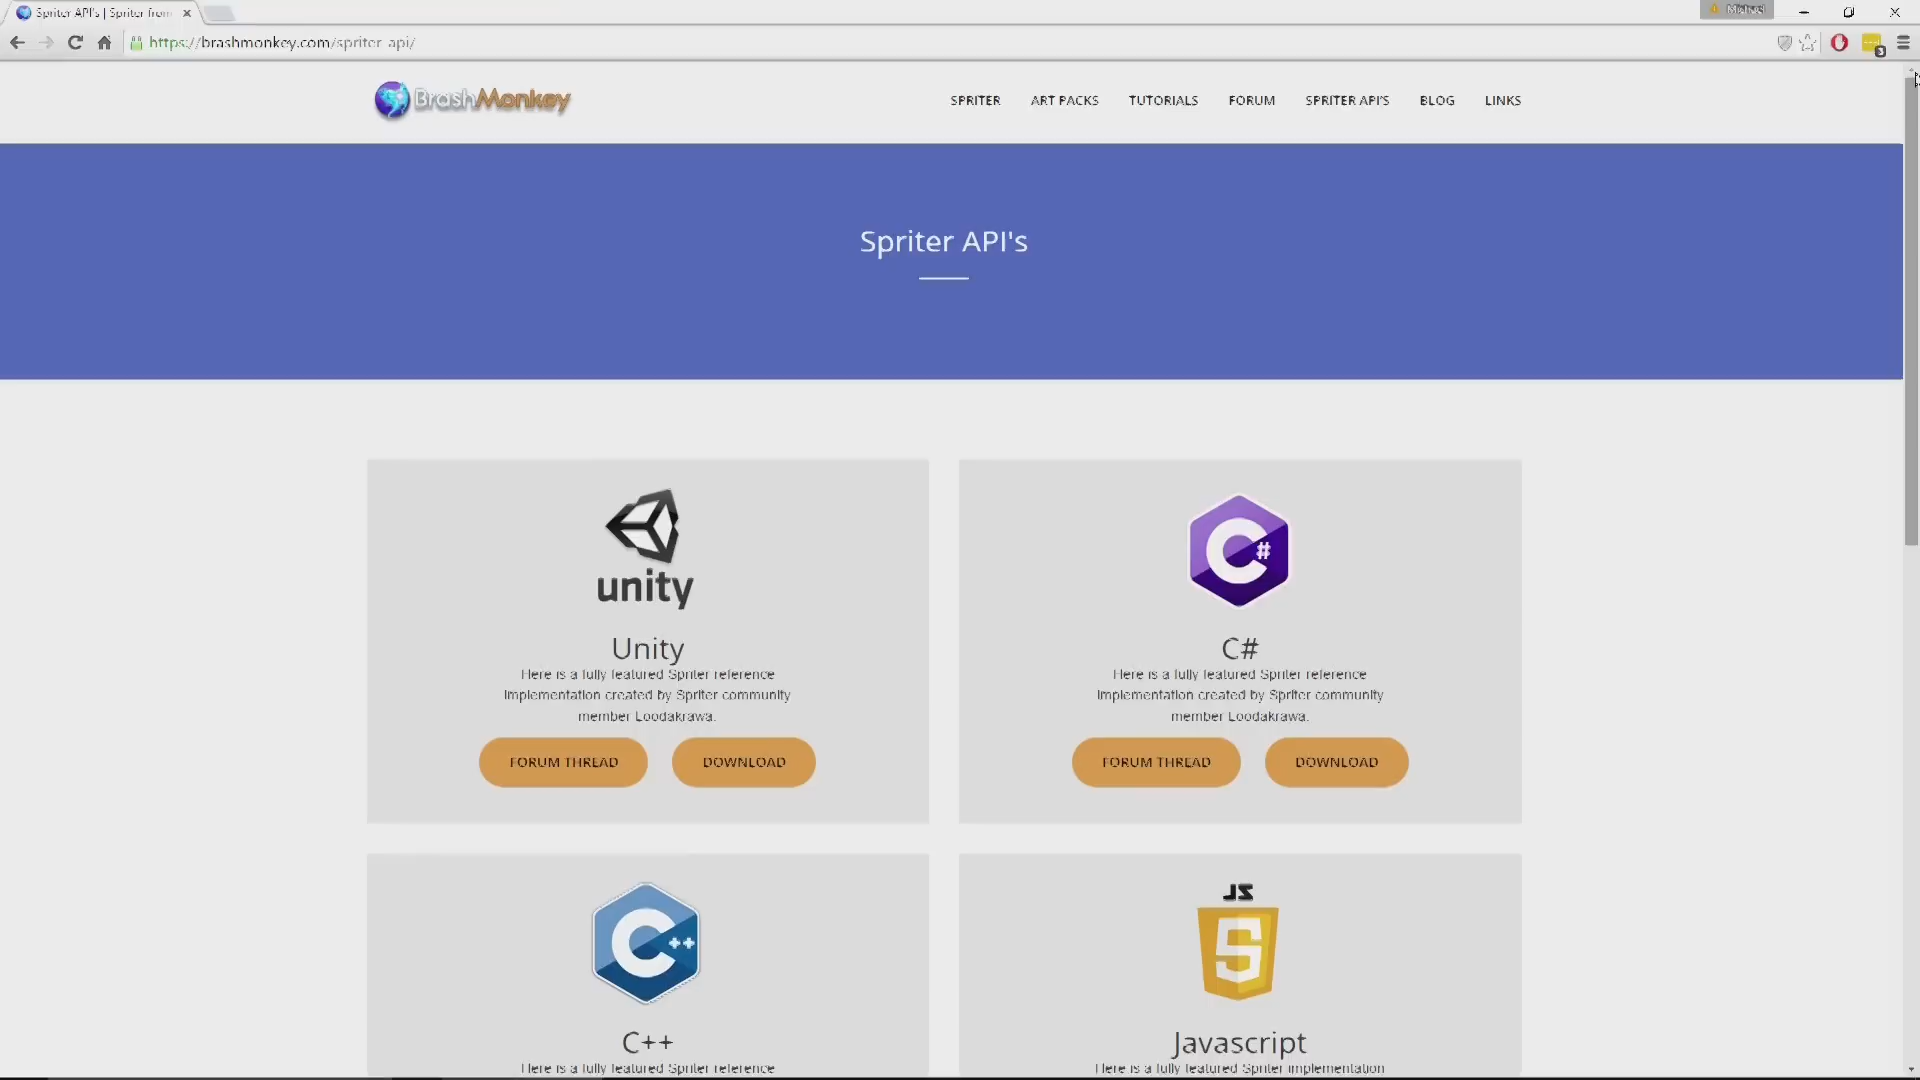 Spriter API's | Spriter from
Michael
https://brashmonkey.com/spriter_api/
3
BrashMonkey
SPRITER
ART PACKS
TUTORIALS
FORUM
SPRITER API'S
BLOG
LINKS
Spriter API's
unity
Unity
Here is a fully featured Spriter reference
implementation created by Spriter community
member Loodakrawa.
FORUM THREAD
DOWNLOAD
C#
C#
Here is a fully featured Spriter reference
implementation created by Spriter community
member Loodakrawa.
FORUM THREAD
DOWNLOAD
C++
C++
Here is a fully featured Spriter reference
JS
5
Javascript
Here is a fully featured Spriter implementation